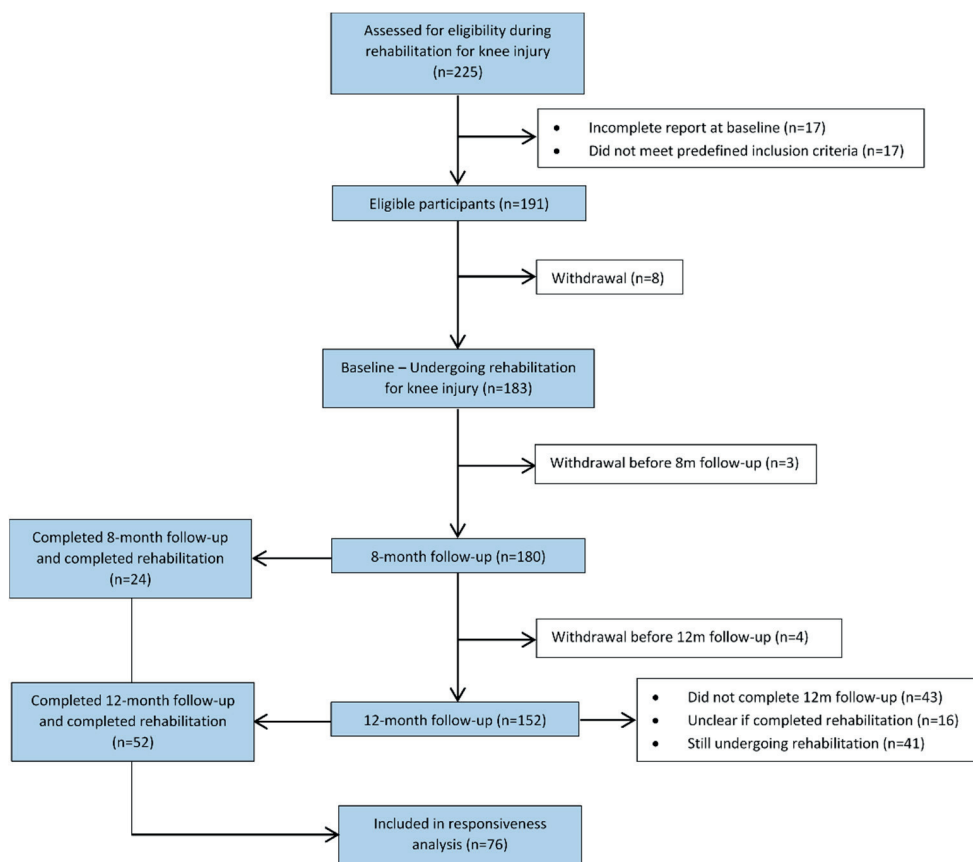 Assessed for eligibility during
rehabilitation for knee injury
(n=225)
• Incomplete report at baseline (n=17)
• Did not meet predefined inclusion criteria (n=17)
Eligible participants (n=191)
Withdrawal (n=8)
Baseline – Undergoing rehabilitation
for knee injury (n=183)
Withdrawal before 8m follow-up (n=3)
Completed 8-month follow-up
and completed rehabilitation
(n=24)
8-month follow-up (n=180)
Withdrawal before 12m follow-up (n=4)
Completed 12-month follow-up
and completed rehabilitation
(n=52)
12-month follow-up (n=152)
• Did not complete 12m follow-up (n=43)
• Unclear if completed rehabilitation (n=16)
• Still undergoing rehabilitation (n=41)
Included in responsiveness
analysis (n=76)